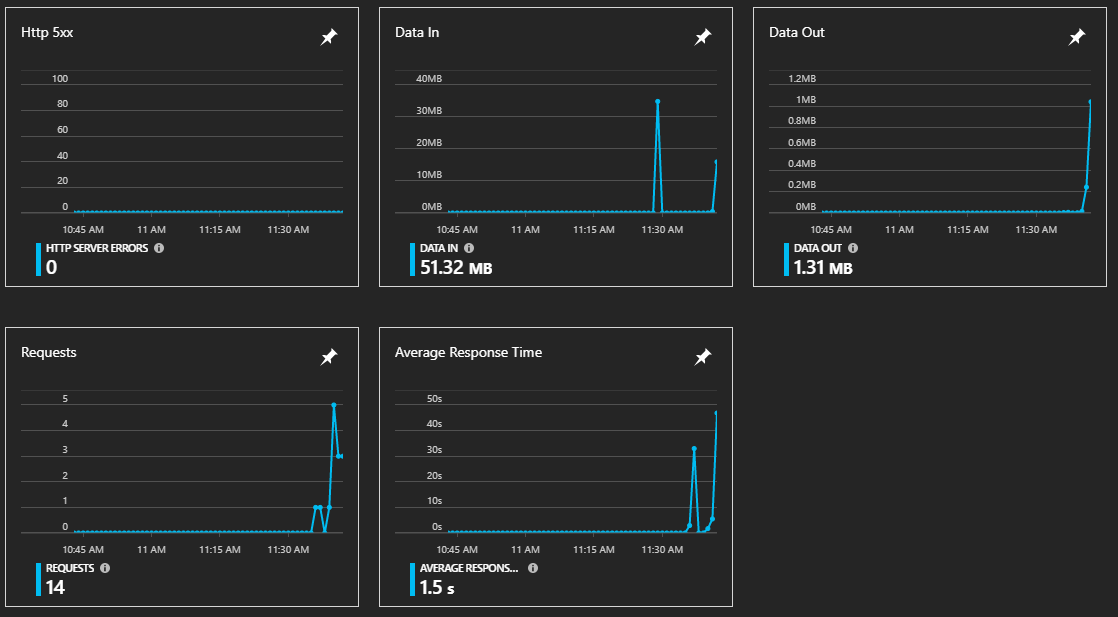 Http 5xx
100
80
60
40
20
0
10:45 AM 11 AM 11:15 AM 11:30 AM
HTTP SERVER ERRORS
0
Data In
40MB
30MB
20MB
10MB
0MB
10:45 AM 11 AM 11:15 AM 11:30 AM
DATA IN
51.32 MB
Data Out
1.2MB
1MB
0.8MB
0.6MB
0.4MB
0.2MB
0MB
10:45 AM 11 AM 11:15 AM 11:30 AM
DATA OUT
1.31 MB
Requests
5
4
3
2
1
0
10:45 AM 11 AM 11:15 AM 11:30 AM
REQUESTS
14
Average Response Time
50s
40s
30s
20s
10s
0s
10:45 AM 11 AM 11:15 AM 11:30 AM
AVERAGE RESPONS...
1.5 s